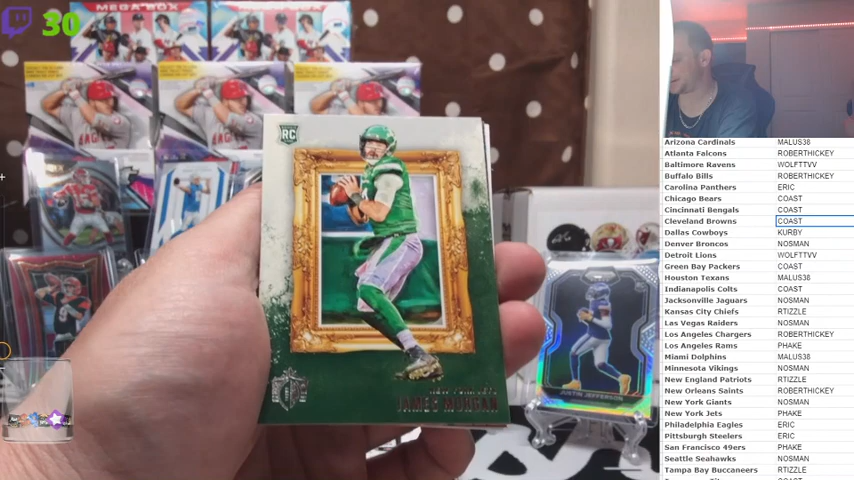 30
MEGA BOX
RC
NEW YORK JETS
JAMES MORGAN
JUSTIN JEFFERSON
Arizona Cardinals MALUS38
Atlanta Falcons ROBERTHICKEY
Baltimore Ravens WOLFTTVV
Buffalo Bills ROBERTHICKEY
Carolina Panthers ERIC
Chicago Bears COAST
Cincinnati Bengals COAST
Cleveland Browns COAST
Dallas Cowboys KURBY
Denver Broncos NOSMAN
Detroit Lions WOLFTTVV
Green Bay Packers COAST
Houston Texans MALUS38
Indianapolis Colts COAST
Jacksonville Jaguars NOSMAN
Kansas City Chiefs RTIZZLE
Las Vegas Raiders NOSMAN
Los Angeles Chargers ROBERTHICKEY
Los Angeles Rams PHAKE
Miami Dolphins MALUS38
Minnesota Vikings NOSMAN
New England Patriots RTIZZLE
New Orleans Saints ROBERTHICKEY
New York Giants NOSMAN
New York Jets PHAKE
Philadelphia Eagles ERIC
Pittsburgh Steelers ERIC
San Francisco 49ers PHAKE
Seattle Seahawks NOSMAN
Tampa Bay Buccaneers RTIZZLE